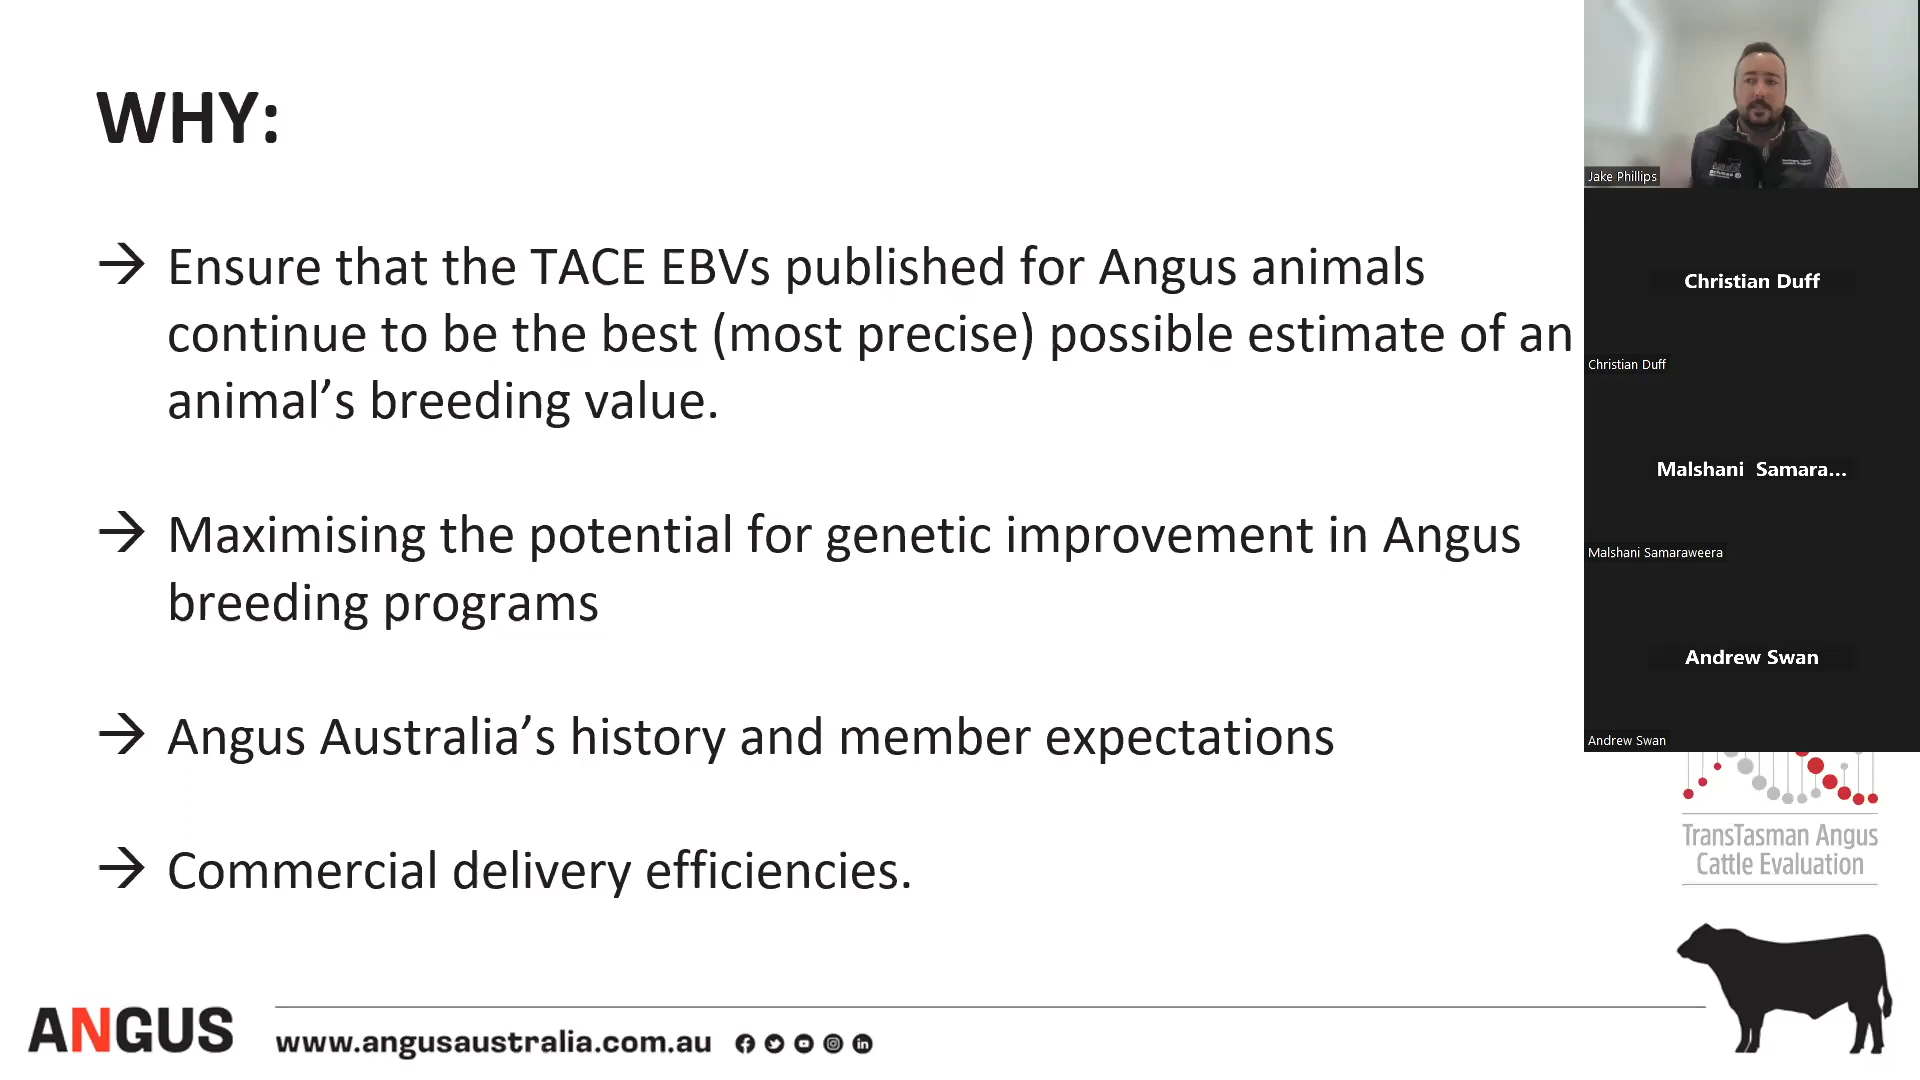 WHY:
→ Ensure that the TACE EBVs published for Angus animals
continue to be the best (most precise) possible estimate of an
animal’s breeding value.
→ Maximising the potential for genetic improvement in Angus
breeding programs
→ Angus Australia’s history and member expectations
→ Commercial delivery efficiencies.
Jake Phillips
Christian Duff
Christian Duff
Malshani Samara...
Malshani Samaraweera
Andrew Swan
Andrew Swan
TransTasman Angus
Cattle Evaluation
ANGUS
www.angusaustralia.com.au